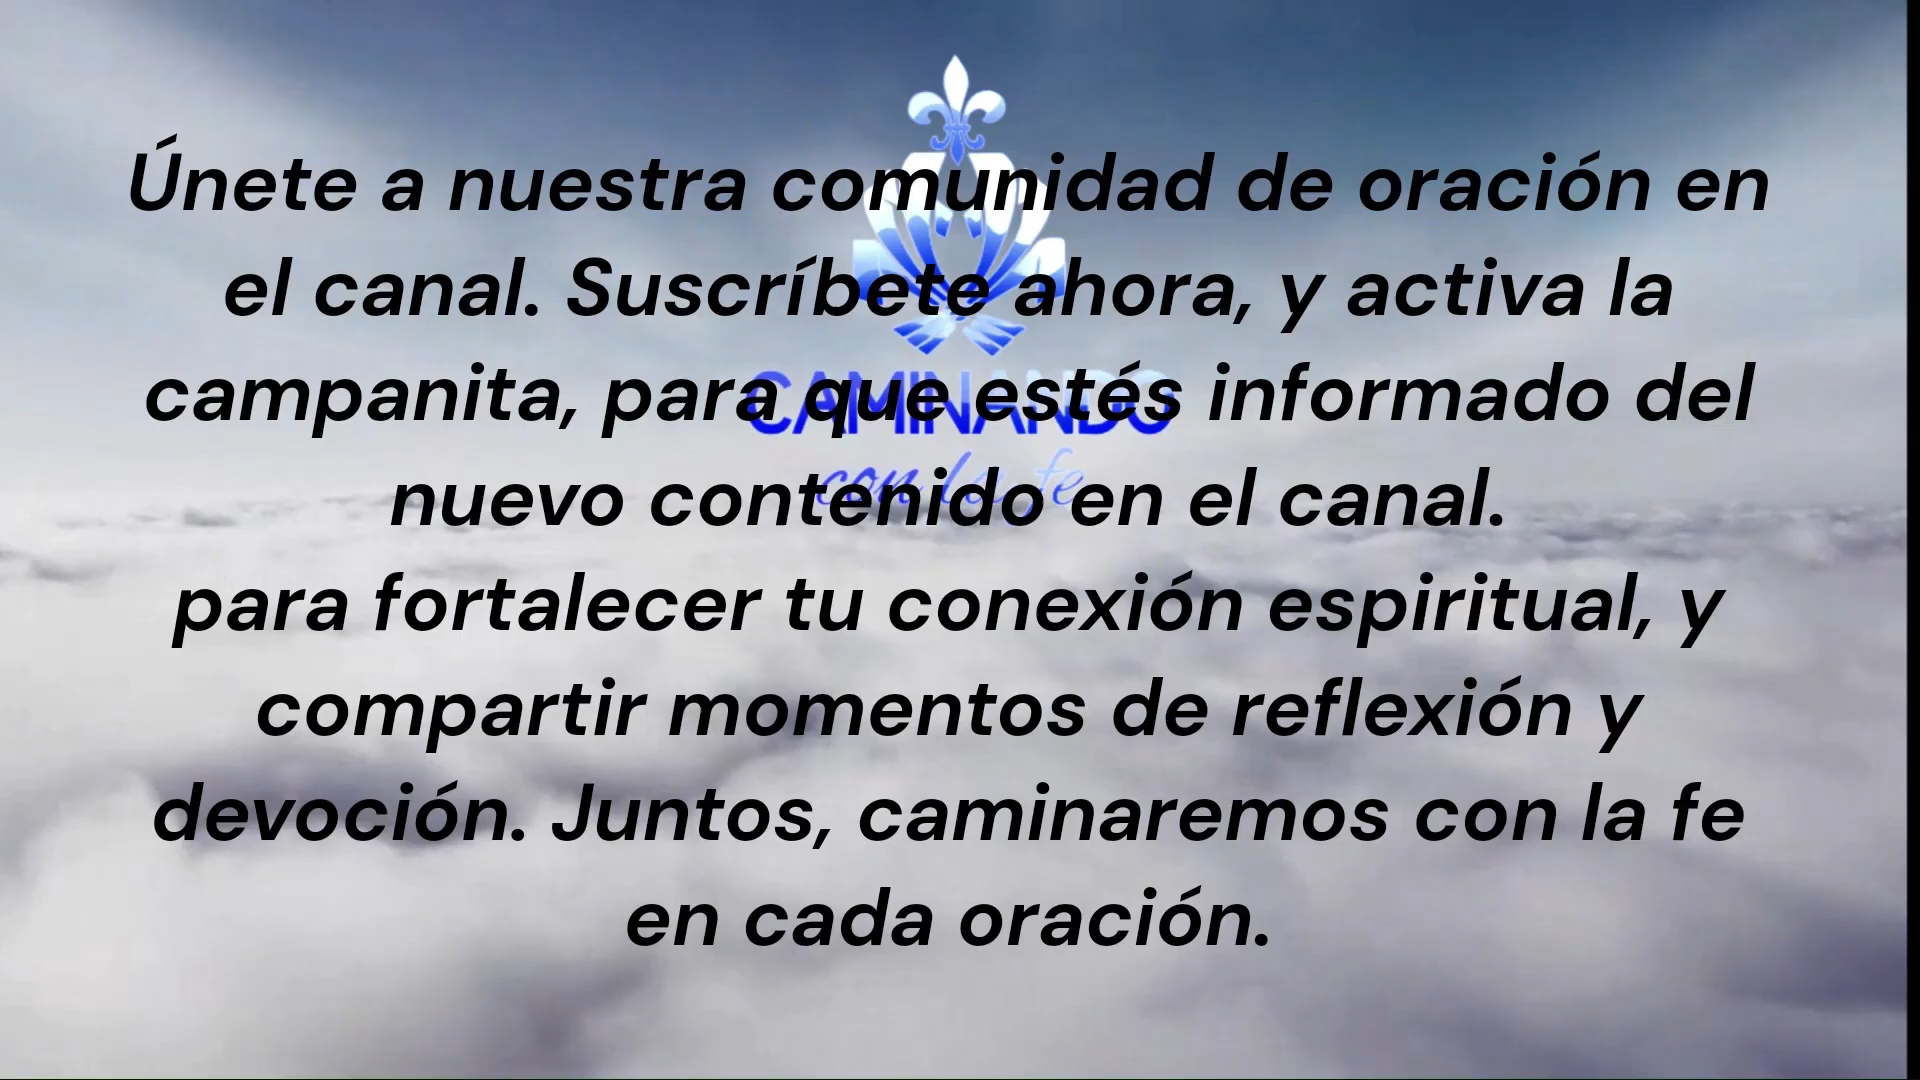 Únete a nuestra comunidad de oración en
el canal. Suscríbete ahora, y activa la
campanita, para que estés informado del
nuevo contenido en el canal.
para fortalecer tu conexión espiritual, y
compartir momentos de reflexión y
devoción. Juntos, caminaremos con la fe
en cada oración.
CAMINANDO
con la fe